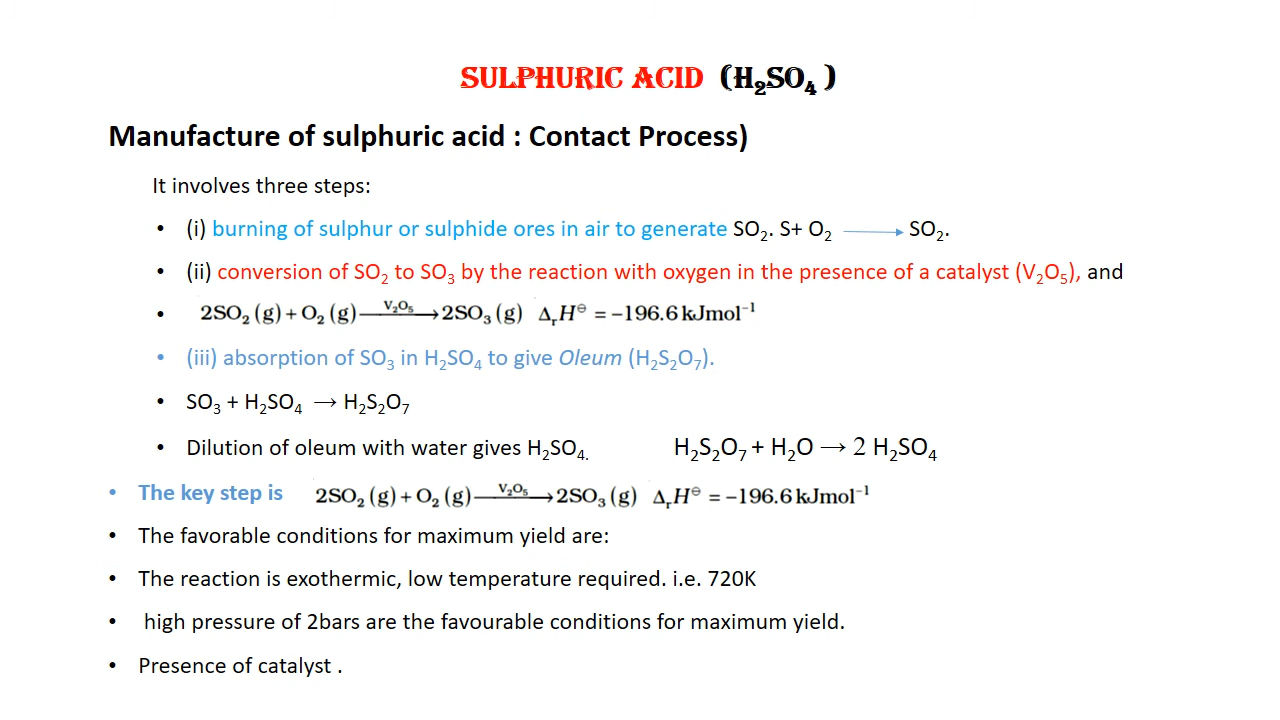 SULPHURIC ACID (H₂SO₄ )
Manufacture of sulphuric acid : Contact Process)
It involves three steps:
• (i) burning of sulphur or sulphide ores in air to generate SO₂. S+ O₂ ⟶ SO₂.
• (ii) conversion of SO₂ to SO₃ by the reaction with oxygen in the presence of a catalyst (V₂O₅), and
• 2SO₂ (g) + O₂ (g) —V₂O₅→ 2SO₃ (g) ΔᵣH⊖ = −196.6 kJmol⁻¹
• (iii) absorption of SO₃ in H₂SO₄ to give Oleum (H₂S₂O₇).
• SO₃ + H₂SO₄ → H₂S₂O₇
• Dilution of oleum with water gives H₂SO₄. H₂S₂O₇ + H₂O → 2 H₂SO₄
• The key step is 2SO₂ (g) + O₂ (g) —V₂O₅→ 2SO₃ (g) ΔᵣH⊖ = −196.6 kJmol⁻¹
• The favorable conditions for maximum yield are:
• The reaction is exothermic, low temperature required. i.e. 720K
• high pressure of 2bars are the favourable conditions for maximum yield.
• Presence of catalyst .